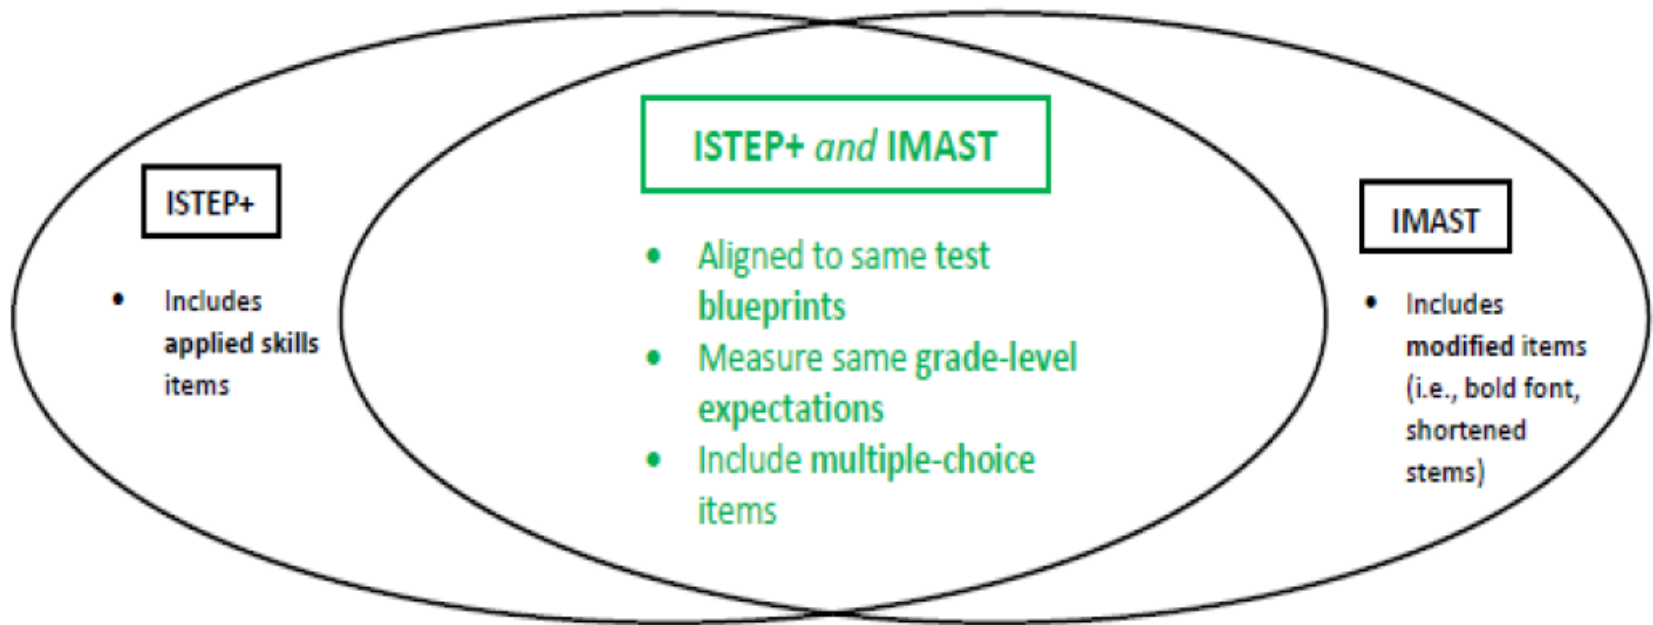 ISTEP+
• Includes
applied skills
items
ISTEP+ and IMAST
• Aligned to same test
blueprints
• Measure same grade-level
expectations
• Include multiple-choice
items
IMAST
• Includes
modified items
(i.e., bold font,
shortened
stems)